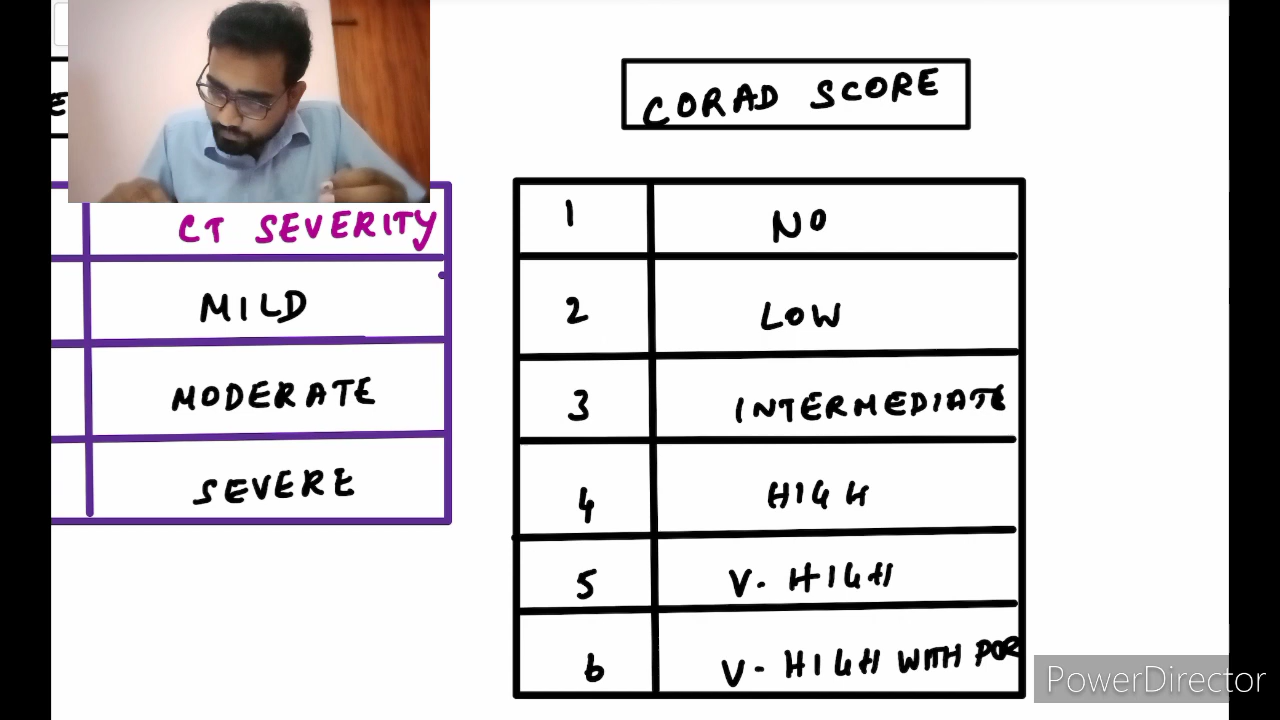 CORAD SCORE
CT SEVERITY
MILD
MODERATE
SEVERE
1 NO
2 LOW
3 INTERMEDIATE
4 HIGH
5 V. HIGH
6 V- HIGH WITH
PowerDirector